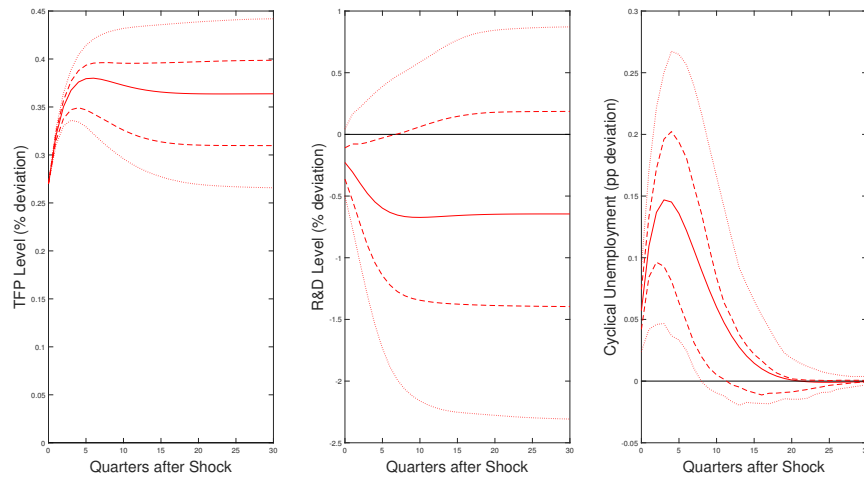 TFP Level (% deviation)
0.45
0.4
0.35
0.3
0.25
0.2
0.15
0.1
0.05
0
0 5 10 15 20 25 30
Quarters after Shock
R&D Level (% deviation)
1
0.5
0
-0.5
-1
-1.5
-2
-2.5
0 5 10 15 20 25 30
Quarters after Shock
Cyclical Unemployment (pp deviation)
0.3
0.25
0.2
0.15
0.1
0.05
0
-0.05
0 5 10 15 20 25 30
Quarters after Shock